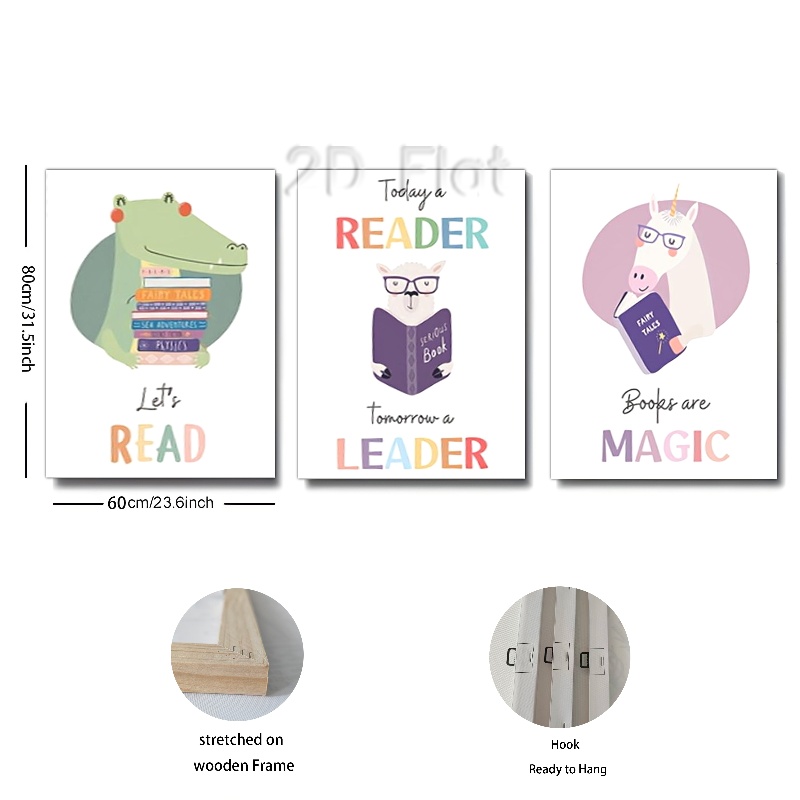 2D Flat
80cm/31.5inch
FAIRY TALES
SEA ADVENTURES
PHYSICS
Let's
READ
Today a
READER
SERIOUS
BOOK
Tomorrow a
LEADER
FAIRY
TALES
Books are
MAGIC
60cm/23.6inch
stretched on
wooden Frame
Hook
Ready to Hang